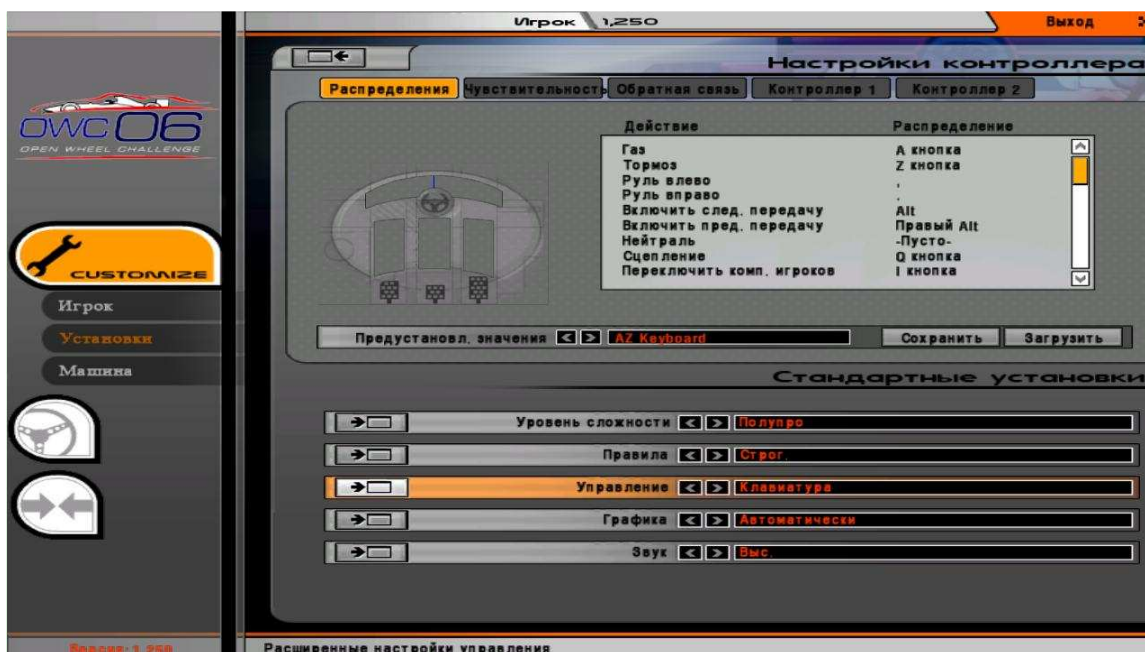 Игрок 1,250
Выход
Настройки контроллера
Распределения Чувствительность Обратная связь Контроллер 1 Контроллер 2
OWC 06
OPEN WHEEL CHALLENGE
Действие Распределение
Газ A кнопка
Тормоз Z кнопка
Руль влево ,
Руль вправо .
Включить след. передачу Alt
Включить пред. передачу Правый Alt
Нейтраль -Пусто-
Сцепление Q кнопка
Переключить комп. игроков I кнопка
CUSTOMIZE
Игрок
Установки
Машина
Предустановл. значения < > AZ Keyboard Сохранить Загрузить
Стандартные установки
Уровень сложности < > Полупро
Правила < > Строг.
Управление < > Клавиатура
Графика < > Автоматически
Звук < > Выс.
Версия: 1.250
Расширенные настройки управления